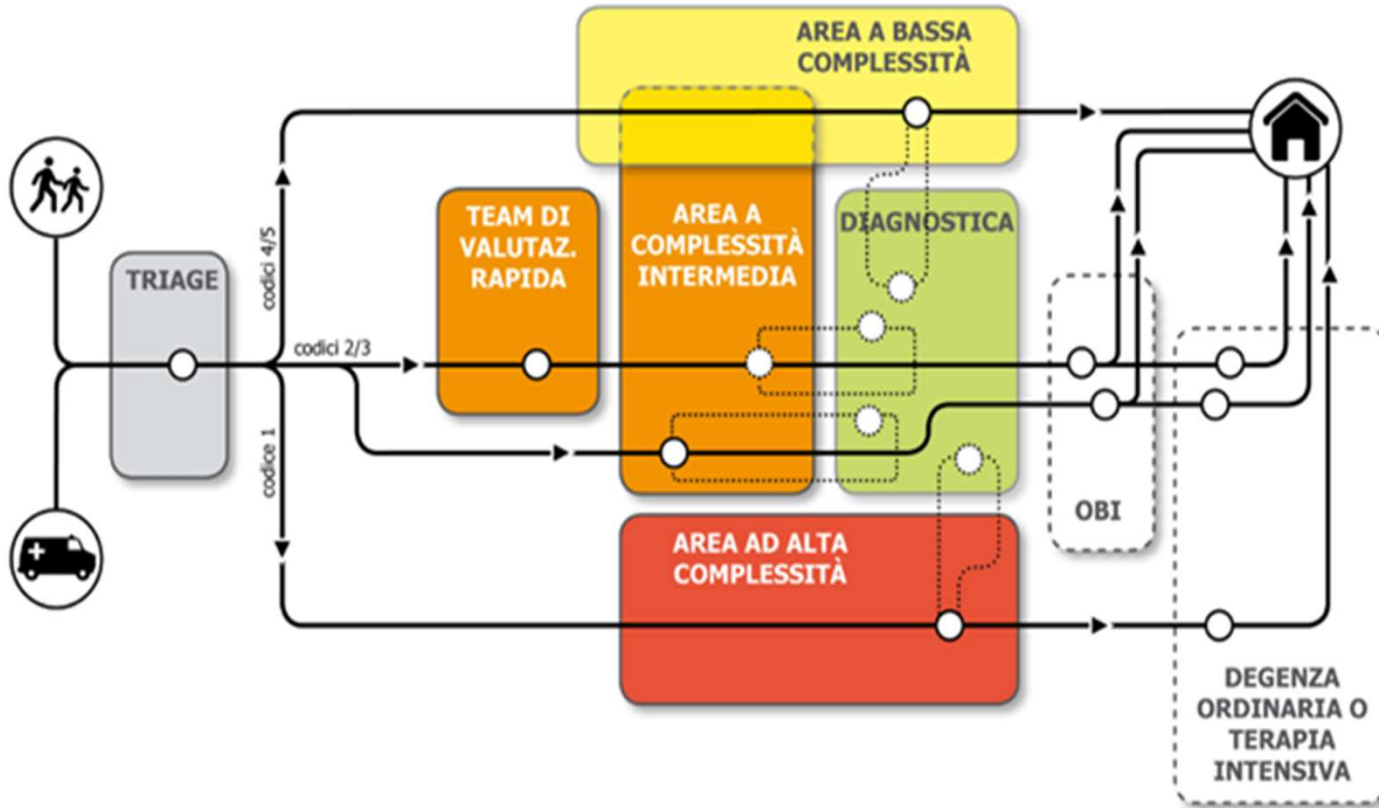 AREA A BASSA
COMPLESSITÀ
TRIAGE
codici 4/5
codici 2/3
codice 1
TEAM DI
VALUTAZ.
RAPIDA
AREA A
COMPLESSITÀ
INTERMEDIA
DIAGNOSTICA
AREA AD ALTA
COMPLESSITÀ
OBI
DEGENZA
ORDINARIA O
TERAPIA
INTENSIVA